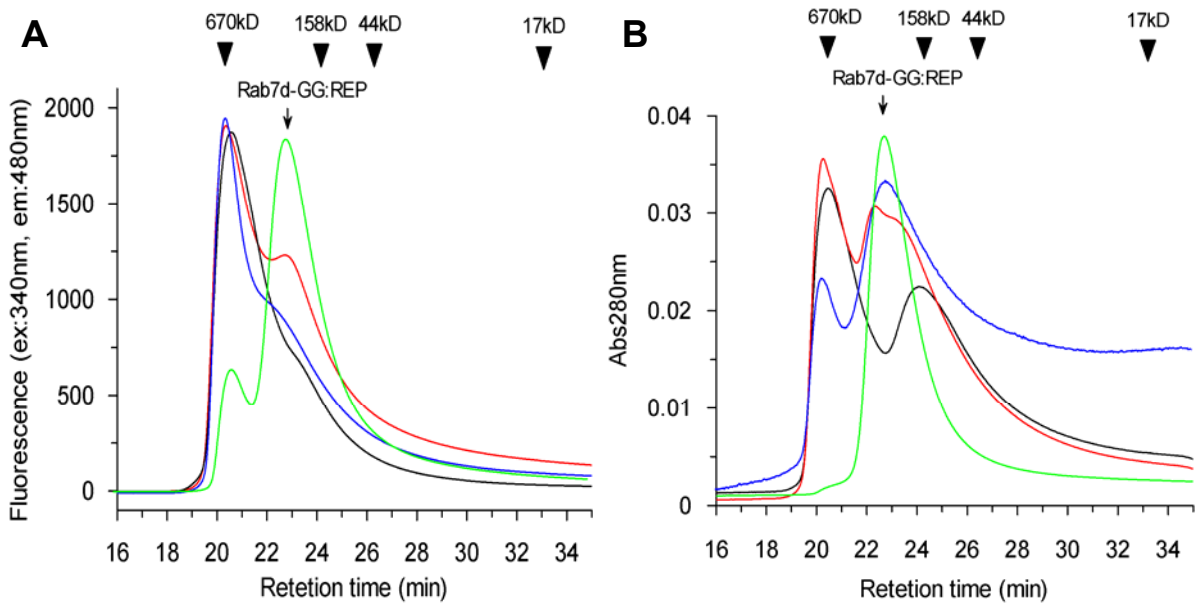 A
670kD 158kD 44kD 17kD
Rab7d-GG:REP
Fluorescence (ex:340nm, em:480nm)
2000
1500
1000
500
0
16 18 20 22 24 26 28 30 32 34
Retetion time (min)
B
670kD 158kD 44kD 17kD
Rab7d-GG:REP
Abs280nm
0.04
0.03
0.02
0.01
0
16 18 20 22 24 26 28 30 32 34
Retetion time (min)